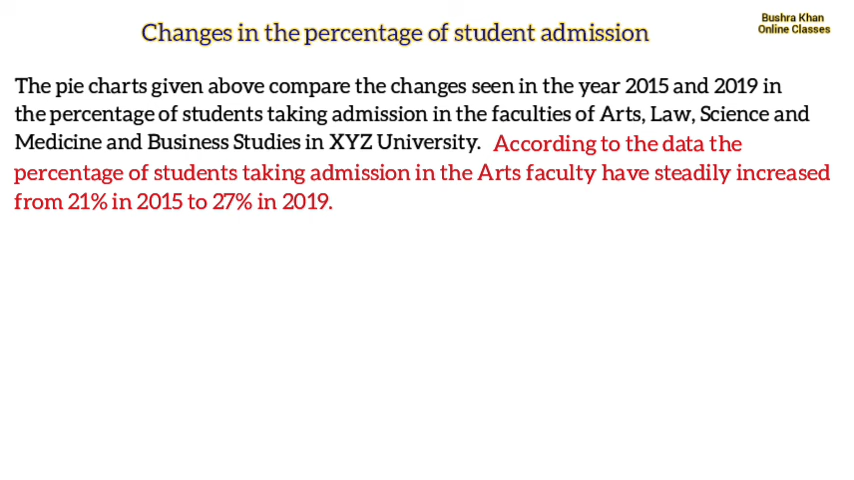 Changes in the percentage of student admission
Bushra Khan
Online Classes
The pie charts given above compare the changes seen in the year 2015 and 2019 in
the percentage of students taking admission in the faculties of Arts, Law, Science and
Medicine and Business Studies in XYZ University. According to the data the
percentage of students taking admission in the Arts faculty have steadily increased
from 21% in 2015 to 27% in 2019.